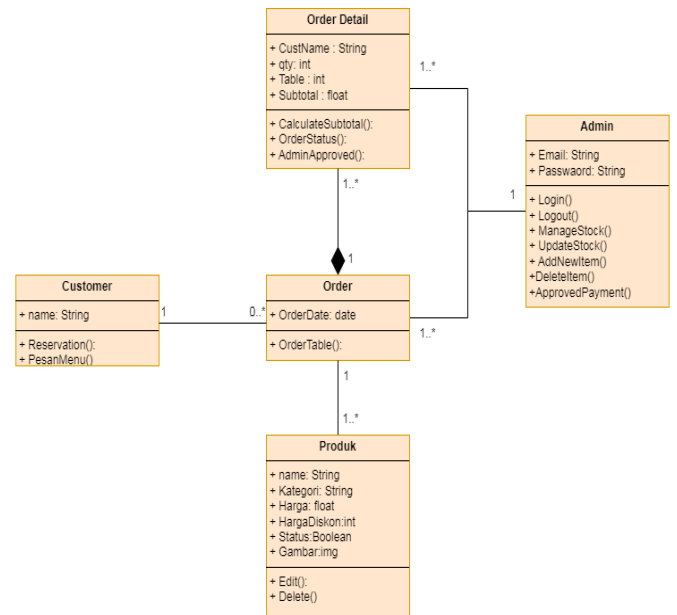 Order Detail
+ CustName : String
+ qty: int
+ Table : int
+ Subtotal : float
+ CalculateSubtotal():
+ OrderStatus():
+ AdminApproved():
1..*
1..*
1
Admin
+ Email: String
+ Passwaord: String
+ Login()
+ Logout()
+ ManageStock()
+ UpdateStock()
+ AddNewItem()
+DeleteItem()
+ApprovedPayment()
1
Customer
+ name: String
+ Reservation():
+ PesanMenu()
1
0..*
Order
+ OrderDate: date
+ OrderTable():
1..*
1
1..*
Produk
+ name: String
+ Kategori: String
+ Harga: float
+ HargaDiskon:int
+ Status:Boolean
+ Gambar:img
+ Edit():
+ Delete()